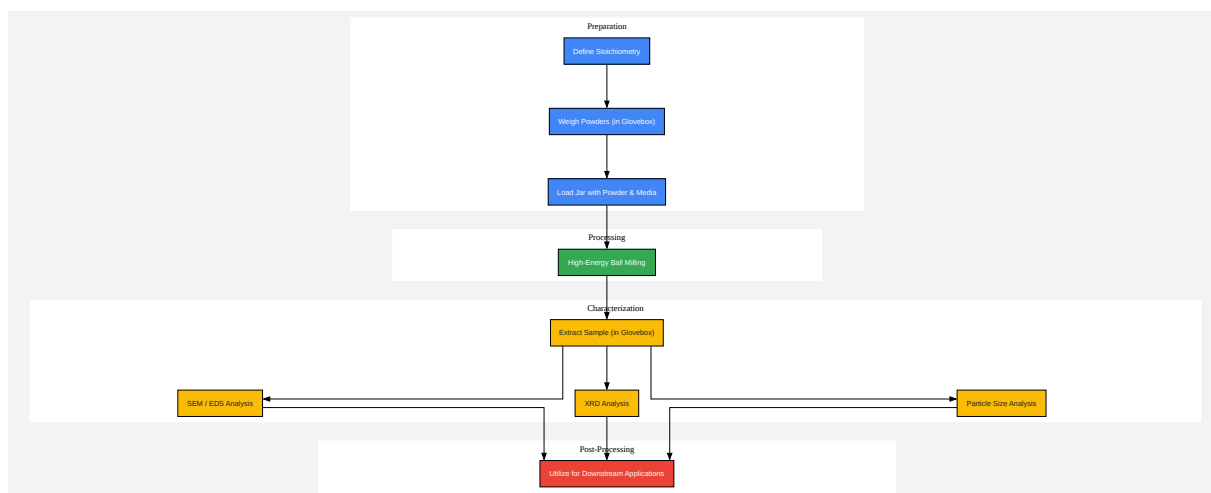 Preparation
Define Stoichiometry
Weigh Powders (in Glovebox)
Load Jar with Powder & Media
Processing
High-Energy Ball Milling
Characterization
Extract Sample (in Glovebox)
SEM / EDS Analysis
XRD Analysis
Particle Size Analysis
Post-Processing
Utilize for Downstream Applications